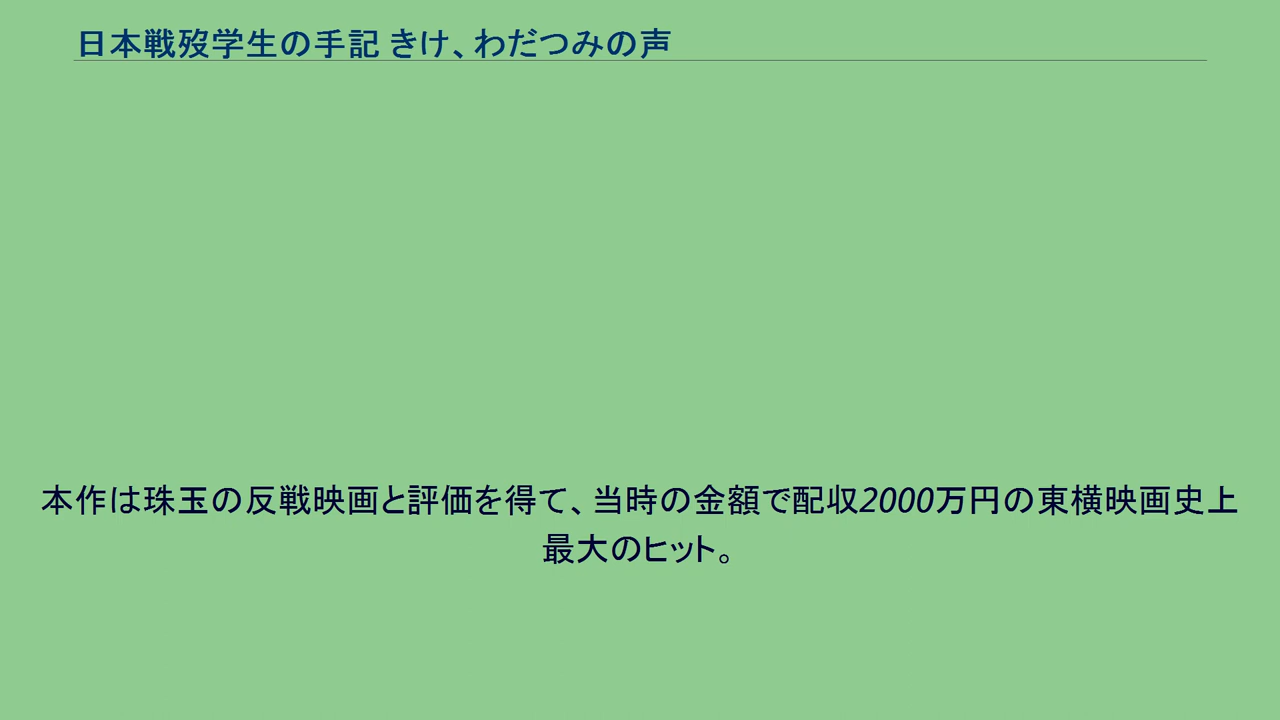 日本戦歿学生の手記 きけ、わだつみの声
本作は珠玉の反戦映画と評価を得て、当時の金額で配収2000万円の東横映画史上
最大のヒット。